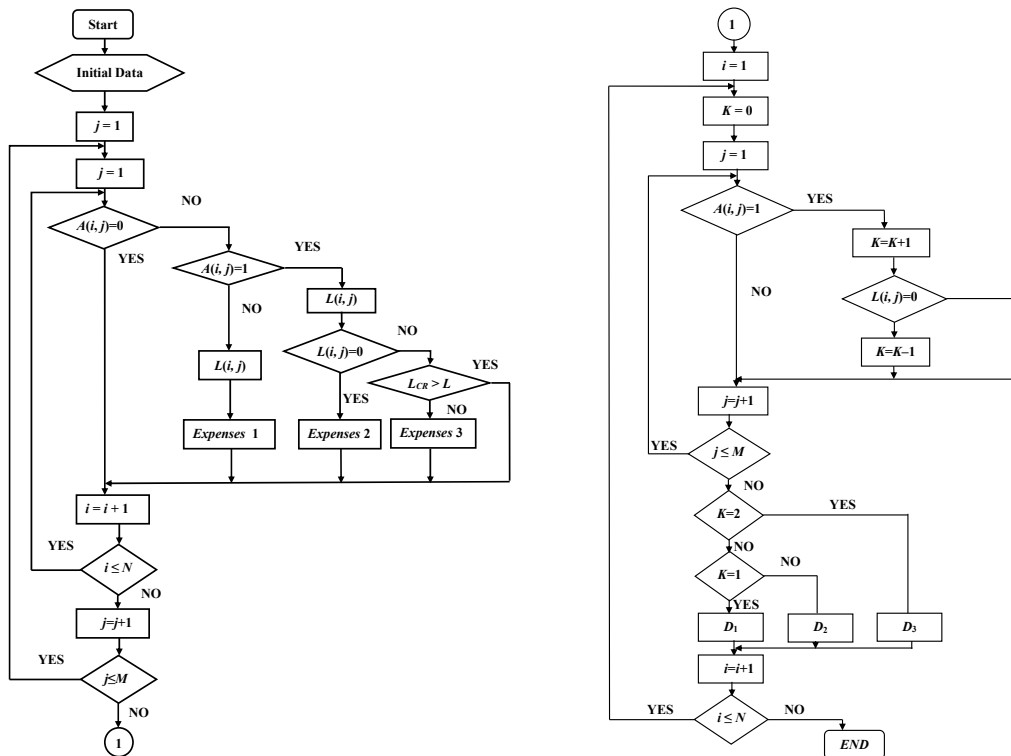 Start
Initial Data
j = 1
j = 1
NO
A(i, j)=0
YES
YES
A(i, j)=1
NO
L(i, j)
NO
L(i, j)=0
YES
L(i, j)
LCR > L
YES
NO
Expenses 1
Expenses 2
Expenses 3
i = i + 1
YES
i ≤ N
NO
j=j+1
YES
j≤M
NO
1
1
i = 1
K = 0
j = 1
YES
A(i, j)=1
K=K+1
NO
L(i, j)=0
K=K–1
j=j+1
YES
j ≤ M
NO
YES
K=2
NO
NO
K=1
YES
D1
D2
D3
i=i+1
YES
i ≤ N
NO
END